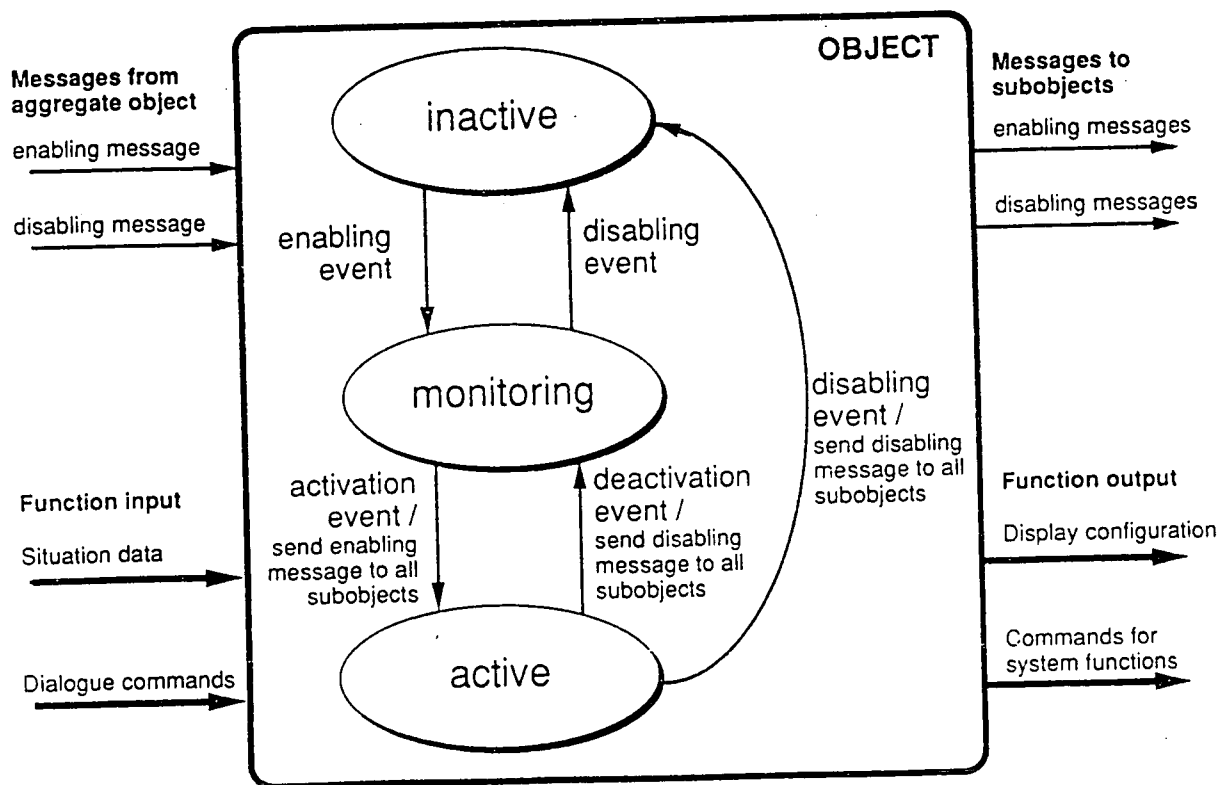 OBJECT
Messages from
aggregate object
enabling message
disabling message
Function input
Situation data
Dialogue commands
inactive
enabling
event
disabling
event
monitoring
activation
event /
send enabling
message to all
subobjects
deactivation
event /
send disabling
message to all
subobjects
active
disabling
event /
send disabling
message to all
subobjects
Messages to
subobjects
enabling messages
disabling messages
Function output
Display configuration
Commands for
system functions